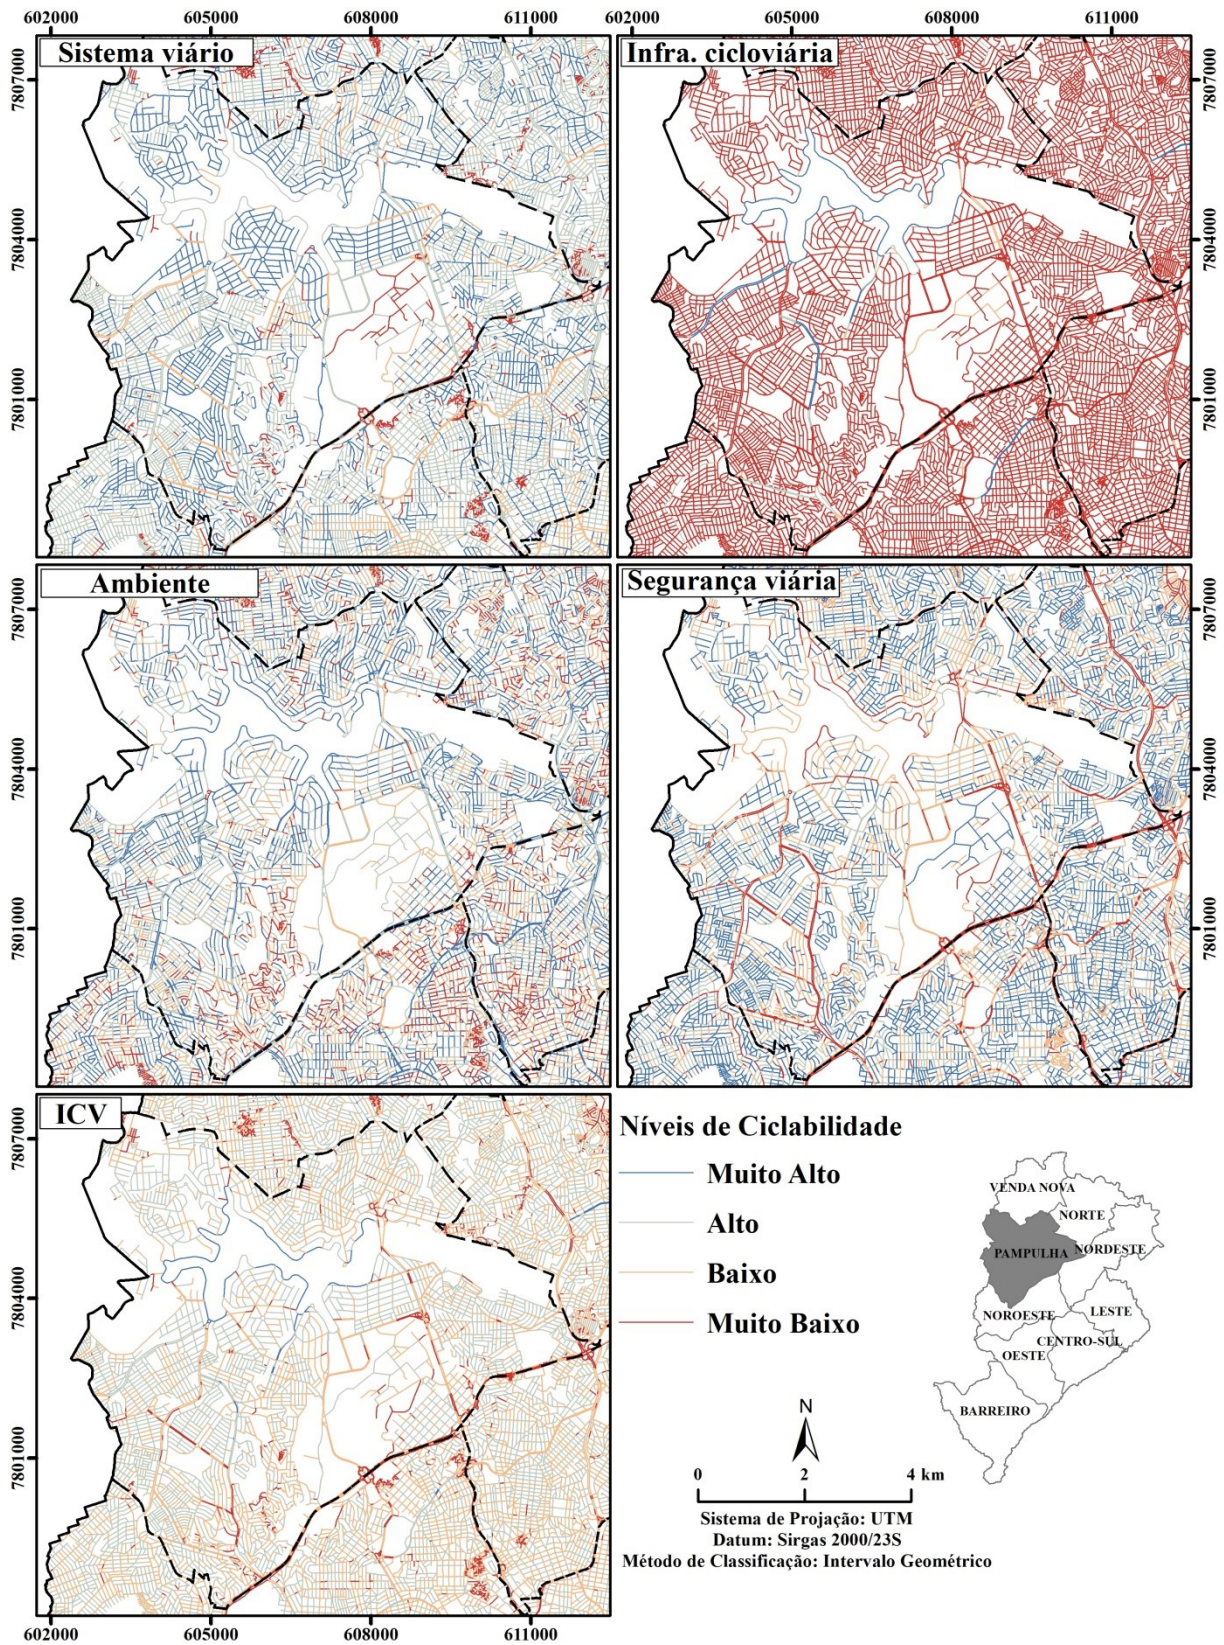 602000 605000 608000 611000 602000 605000 608000 611000
Sistema viário
Infra. cicloviária
7807000
7804000
7801000
7807000
7804000
7801000
Ambiente
Segurança viária
7807000
7804000
7801000
7807000
7804000
7801000
ICV
7807000
7804000
7801000
602000 605000 608000 611000
Níveis de Ciclabilidade
Muito Alto
Alto
Baixo
Muito Baixo
VENDA NOVA
NORTE
PAMPULHA
NORDESTE
NOROESTE
LESTE
CENTRO-SUL
OESTE
BARREIRO
N
0 2 4 km
Sistema de Projação: UTM
Datum: Sirgas 2000/23S
Método de Classificação: Intervalo Geométrico